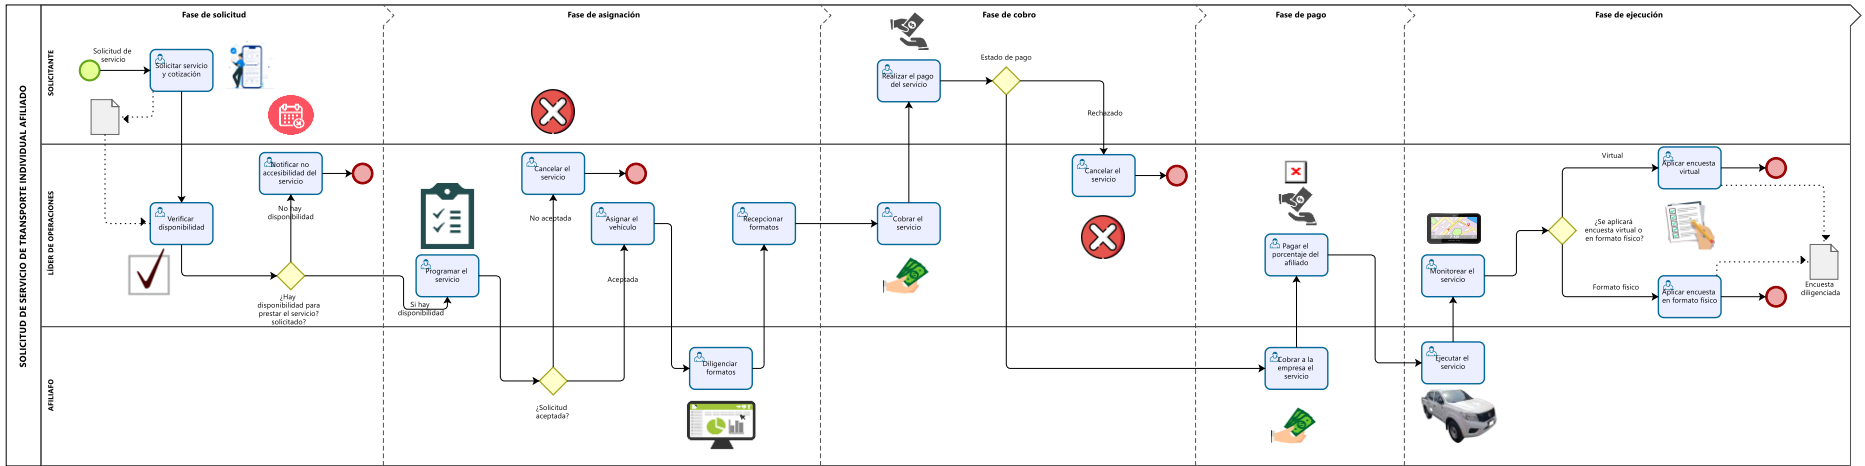 Fase de solicitud
Fase de asignación
Fase de cobro
Fase de pago
Fase de ejecución
SOLICITUD DE SERVICIO DE TRANSPORTE INDIVIDUAL AFILIADO
SOLICITANTE
Solicitud de
servicio
Solicitar servicio
y cotización
Realizar el pago
del servicio
Estado de pago
Rechazado
LÍDER OPERACIONES
Notificar no
accesibilidad del
servicio
No hay
disponibilidad
Verificar
disponibilidad
¿Hay
disponibilidad para
prestar el servicio?
solicitado?
Si hay
disponibilidad
Programar el
servicio
Cancelar el
servicio
No aceptada
Asignar el
vehículo
Aceptada
Recepcionar
formatos
Cobrar el
servicio
Cancelar el
servicio
Pagar el
porcentaje del
afiliado
Monitorear el
servicio
¿Se aplicará
encuesta virtual o
en formato físico?
Virtual
Aplicar encuesta
virtual
Formato físico
Aplicar encuesta
en formato físico
Encuesta
diligenciada
AFILIAFO
¿Solicitud
aceptada?
Diligenciar
formatos
Cobrar a la
empresa el
servicio
Ejecutar el
servicio